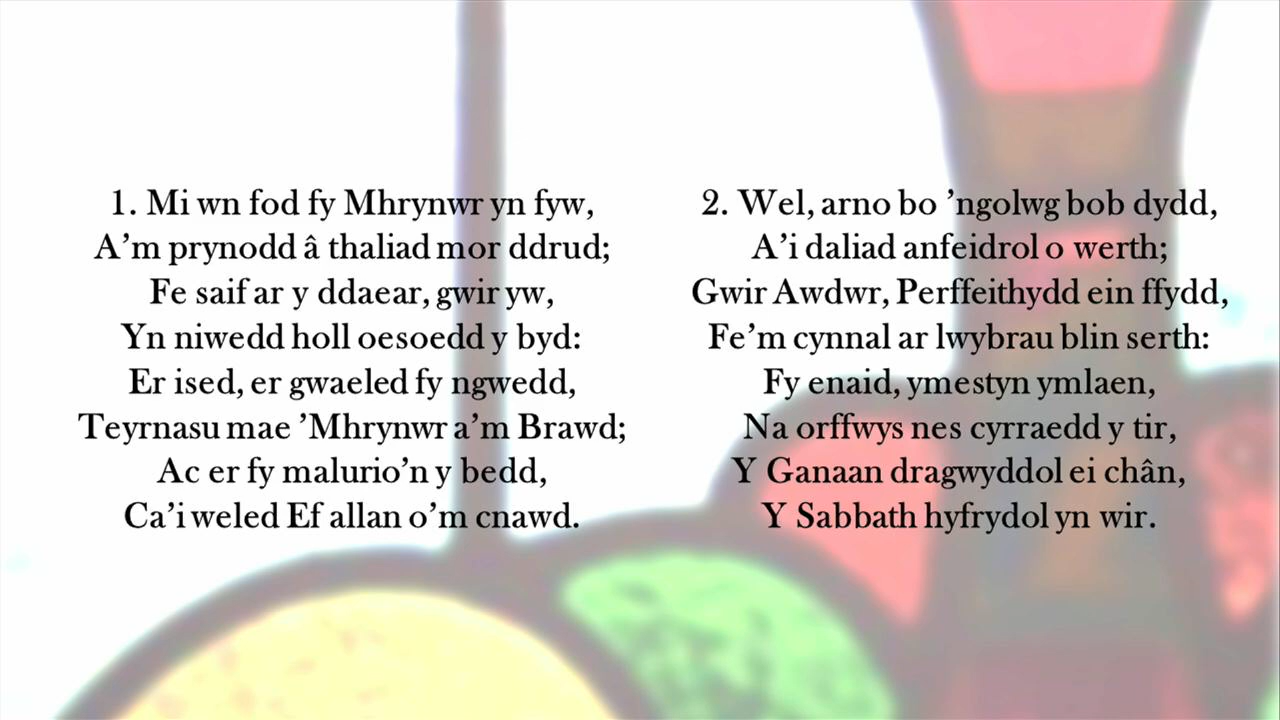 1. Mi wn fod fy Mhrynwr yn fyw,
A’m prynodd â thaliad mor ddrud;
Fe saif ar y ddaear, gwir yw,
Yn niwedd holl oesoedd y byd:
Er ised, er gwaeled fy ngwedd,
Teyrnasu mae ’Mhrynwr a’m Brawd;
Ac er fy malurio’n y bedd,
Ca’i weled Ef allan o’m cnawd.
2. Wel, arno bo ’ngolwg bob dydd,
A’i daliad anfeidrol o werth;
Gwir Awdwr, Perffeithydd ein ffydd,
Fe’m cynnal ar lwybrau blin serth:
Fy enaid, ymestyn ymlaen,
Na orffwys nes cyrraedd y tir,
Y Ganaan dragwyddol ei chân,
Y Sabbath hyfrydol yn wir.